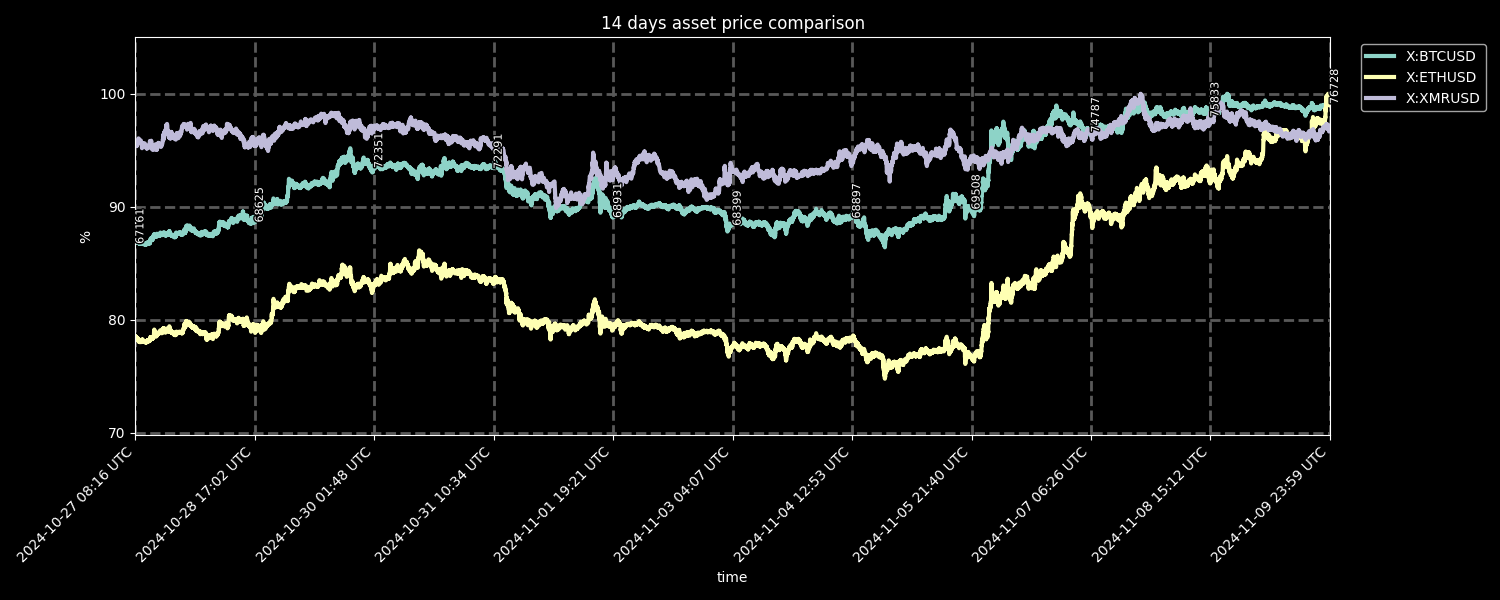 14 days asset price comparison
X:BTCUSD
X:ETHUSD
X:XMRUSD
%
100
90
80
70
67161
68625
72351
72291
68931
68399
68897
69508
74787
75833
76728
2024-10-27 08:16 UTC
2024-10-28 17:02 UTC
2024-10-30 01:48 UTC
2024-10-31 10:34 UTC
2024-11-01 19:21 UTC
2024-11-03 04:07 UTC
2024-11-04 12:53 UTC
2024-11-05 21:40 UTC
2024-11-07 06:26 UTC
2024-11-08 15:12 UTC
2024-11-09 23:59 UTC
time